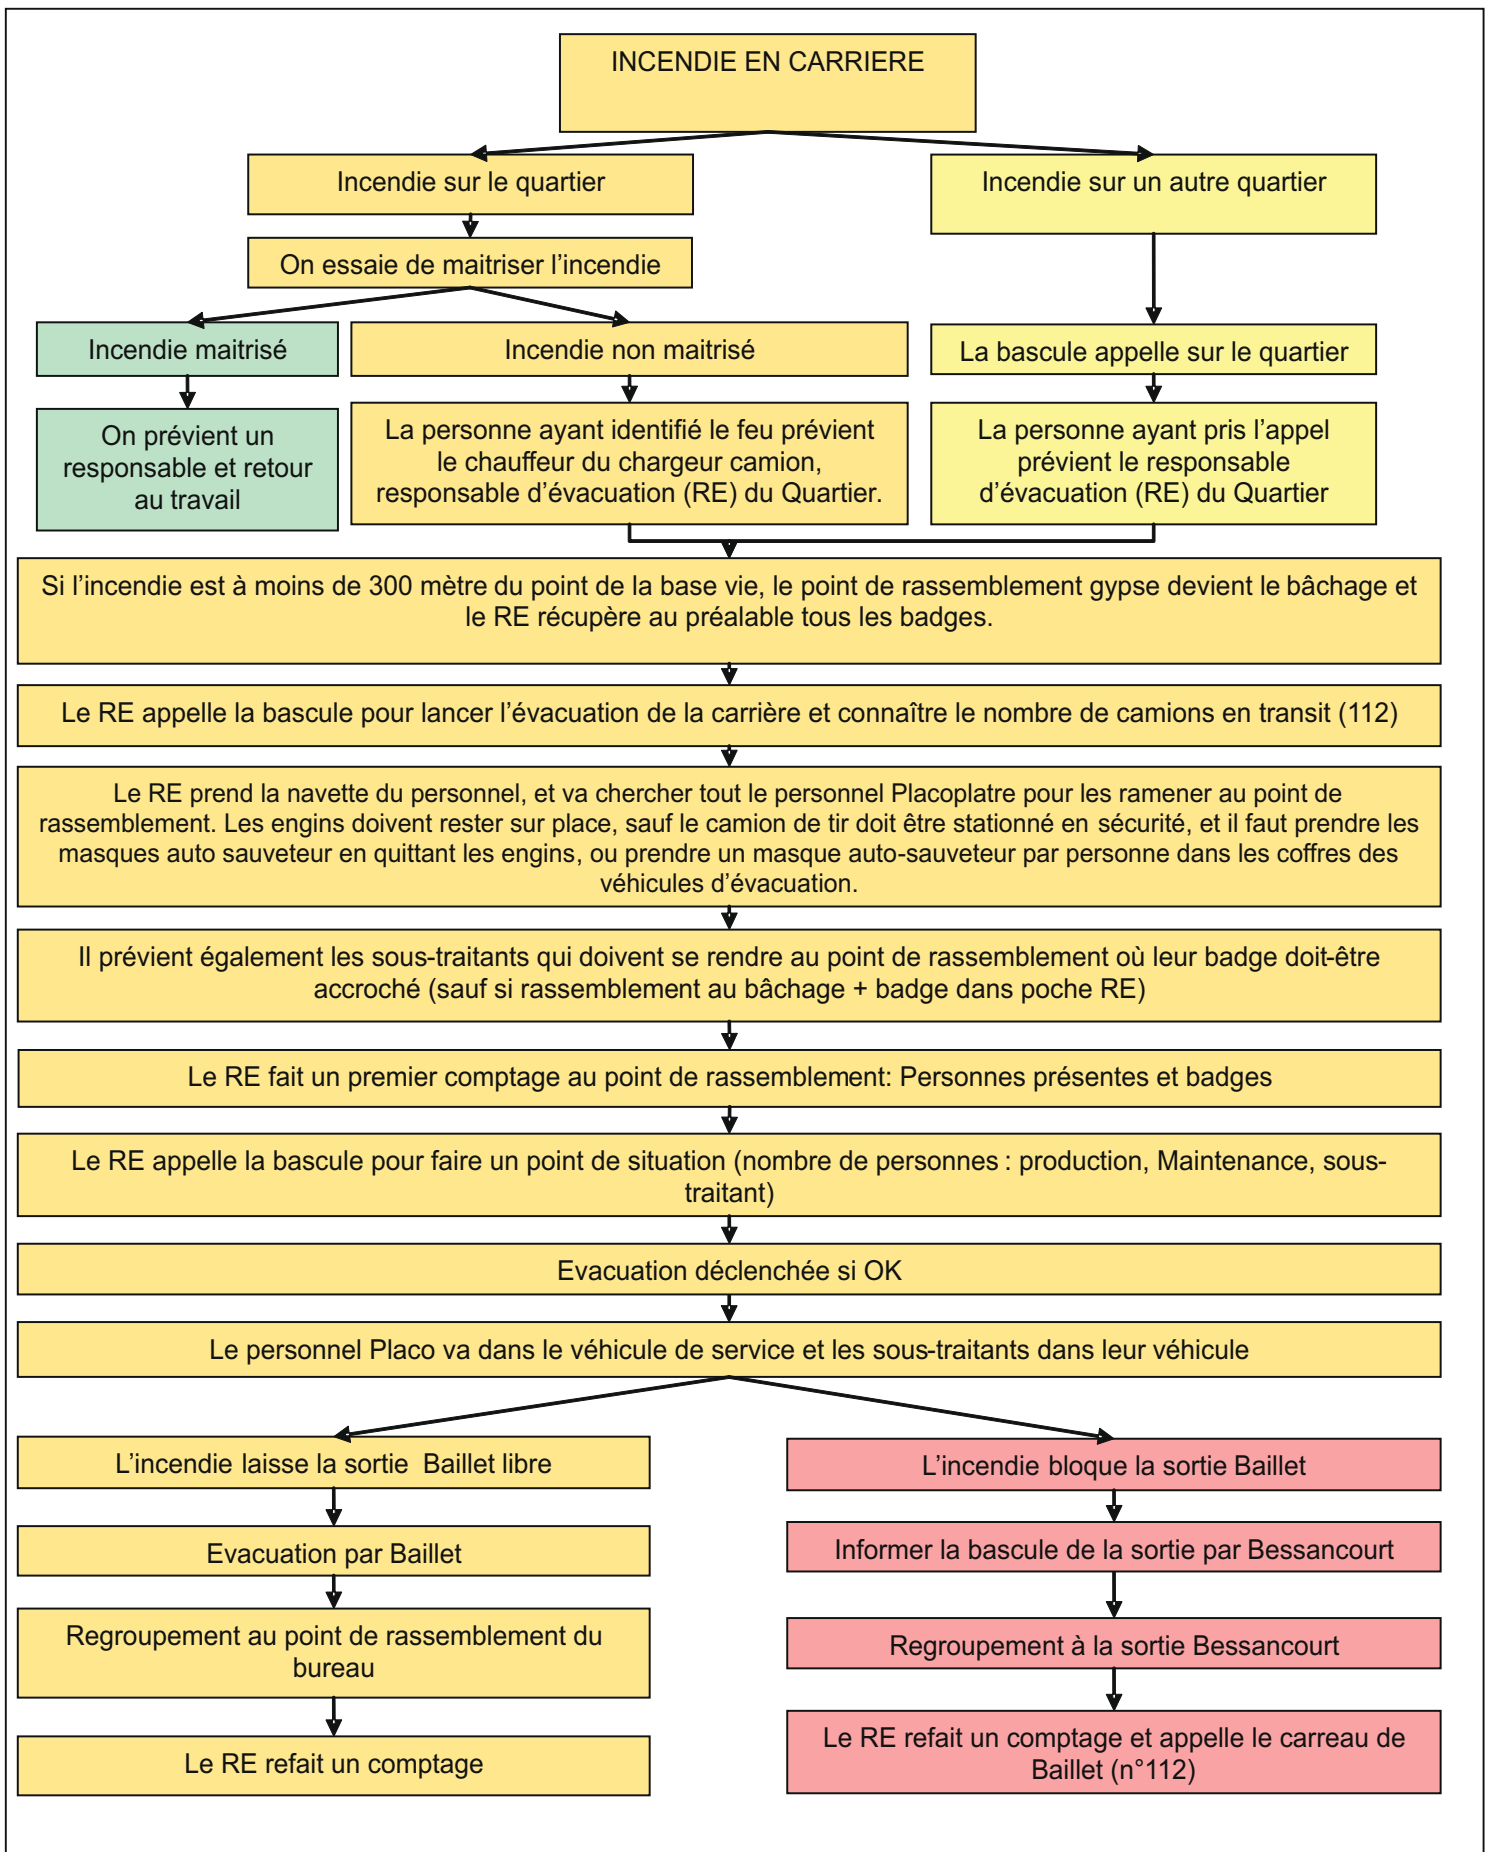 INCENDIE EN CARRIERE
Incendie sur le quartier
Incendie sur un autre quartier
On essaie de maitriser l'incendie
Incendie maitrisé
Incendie non maitrisé
La bascule appelle sur le quartier
On prévient un
responsable et retour
au travail
La personne ayant identifié le feu prévient
le chauffeur du chargeur camion,
responsable d'évacuation (RE) du Quartier.
La personne ayant pris l'appel
prévient le responsable
d'évacuation (RE) du Quartier
Si l'incendie est à moins de 300 mètre du point de la base vie, le point de rassemblement gypse devient le bâchage et
le RE récupère au préalable tous les badges.
Le RE appelle la bascule pour lancer l'évacuation de la carrière et connaître le nombre de camions en transit (112)
Le RE prend la navette du personnel, et va chercher tout le personnel Placoplatre pour les ramener au point de
rassemblement. Les engins doivent rester sur place, sauf le camion de tir doit être stationné en sécurité, et il faut prendre les
masques auto sauveteur en quittant les engins, ou prendre un masque auto-sauveteur par personne dans les coffres des
véhicules d'évacuation.
Il prévient également les sous-traitants qui doivent se rendre au point de rassemblement où leur badge doit-être
accroché (sauf si rassemblement au bâchage + badge dans poche RE)
Le RE fait un premier comptage au point de rassemblement: Personnes présentes et badges
Le RE appelle la bascule pour faire un point de situation (nombre de personnes : production, Maintenance, sous-
traitant)
Evacuation déclenchée si OK
Le personnel Placo va dans le véhicule de service et les sous-traitants dans leur véhicule
L'incendie laisse la sortie Baillet libre
L'incendie bloque la sortie Baillet
Evacuation par Baillet
Informer la bascule de la sortie par Bessancourt
Regroupement au point de rassemblement du
bureau
Regroupement à la sortie Bessancourt
Le RE refait un comptage
Le RE refait un comptage et appelle le carreau de
Baillet (n°112)